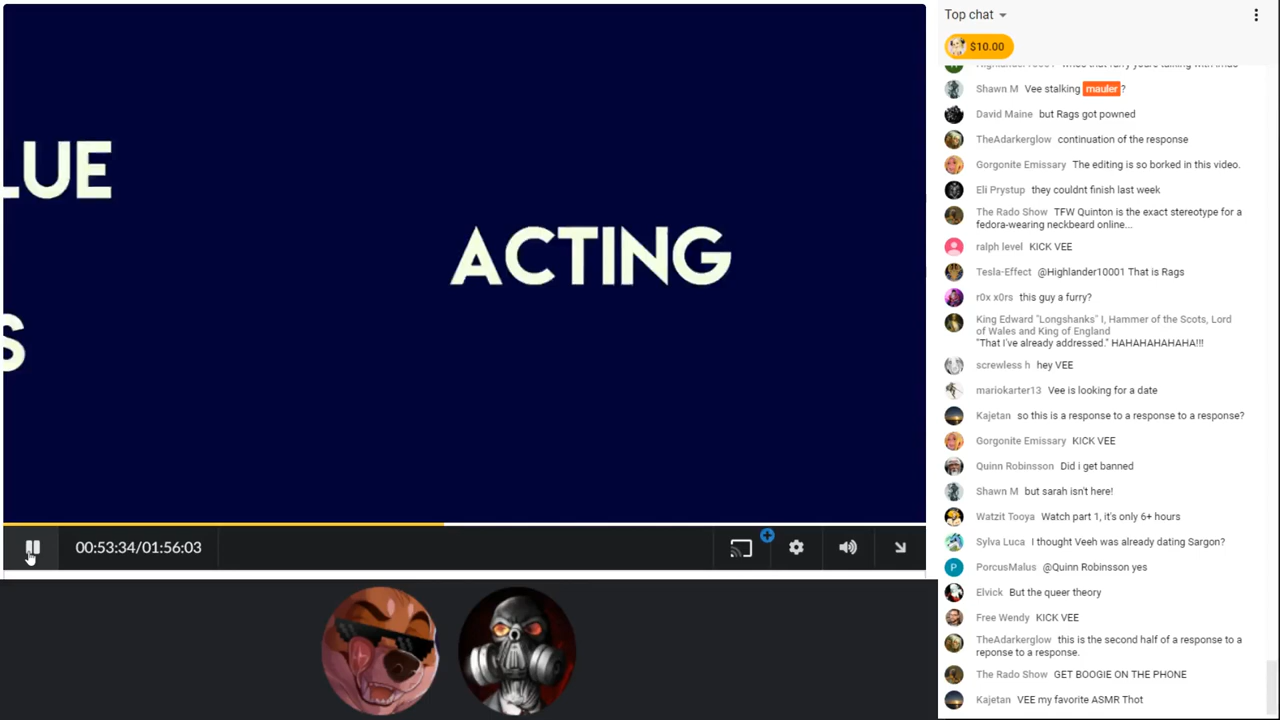 LUE
ACTING
S
00:53:34/01:56:03
Top chat
$10.00
Shawn M Vee stalking mauler ?
David Maine but Rags got powned
TheAdarkerglow continuation of the response
Gorgonite Emissary The editing is so borked in this video.
Eli Prystup they couldnt finish last week
The Rado Show TFW Quinton is the exact stereotype for a
fedora-wearing neckbeard online...
ralph level KICK VEE
Tesla-Effect @Highlander10001 That is Rags
r0x x0rs this guy a furry?
King Edward "Longshanks" I, Hammer of the Scots, Lord
of Wales and King of England
"That I've already addressed." HAHAHAHAHAHA!!!
screwless h hey VEE
mariokarter13 Vee is looking for a date
Kajetan so this is a response to a response to a response?
Gorgonite Emissary KICK VEE
Quinn Robinsson Did i get banned
Shawn M but sarah isn't here!
Watzit Tooya Watch part 1, it's only 6+ hours
Sylva Luca I thought Veeh was already dating Sargon?
P PorcusMalus @Quinn Robinsson yes
Elvick But the queer theory
Free Wendy KICK VEE
TheAdarkerglow this is the second half of a response to a
reponse to a response.
The Rado Show GET BOOGIE ON THE PHONE
Kajetan VEE my favorite ASMR Thot